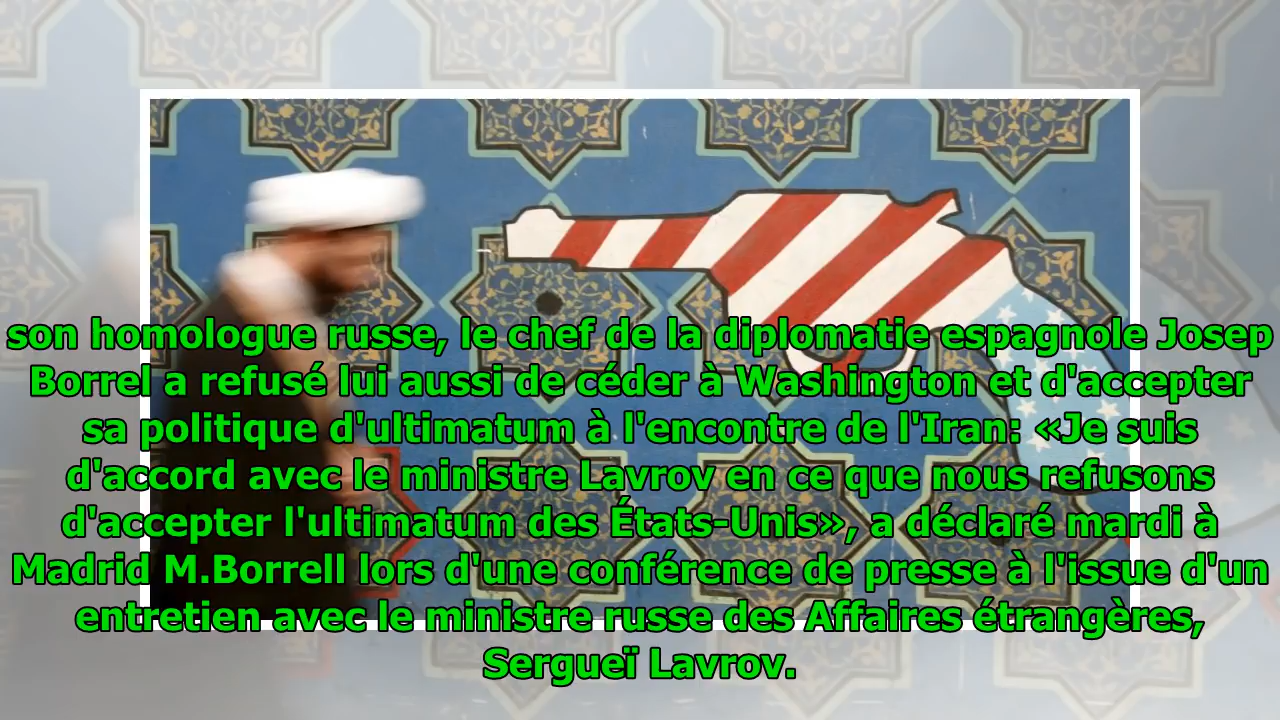 son homologue russe, le chef de la diplomatie espagnole Josep
Borrel a refusé lui aussi de céder à Washington et d'accepter
sa politique d'ultimatum à l'encontre de l'Iran: «Je suis
d'accord avec le ministre Lavrov en ce que nous refusons
d'accepter l'ultimatum des États-Unis», a déclaré mardi à
Madrid M.Borrell lors d'une conférence de presse à l'issue d'un
entretien avec le ministre russe des Affaires étrangères,
Sergueï Lavrov.